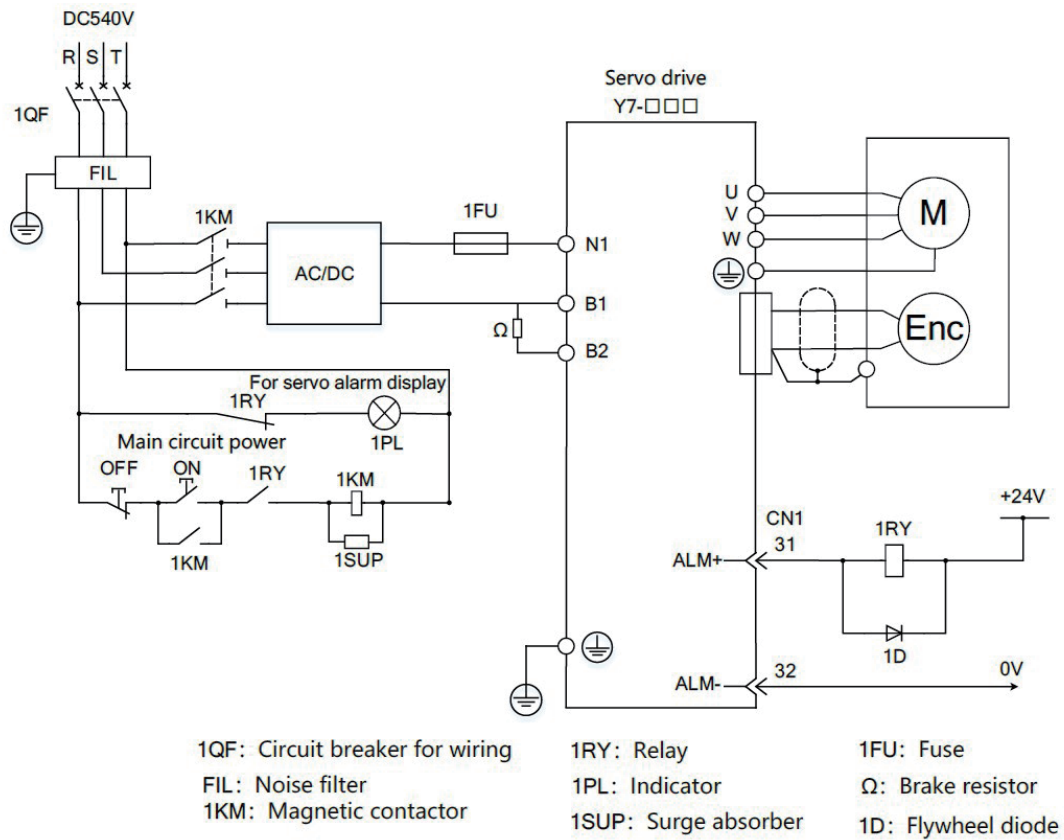 DC540V
R S T
1QF
FIL
1KM
AC/DC
1FU
Servo drive
Y7-□□□
N1
B1
Ω
B2
U
V
W
M
Enc
For servo alarm display
1RY
1PL
Main circuit power
OFF
ON
1RY
1KM
1KM
1SUP
CN1
ALM+
31
1RY
+24V
1D
ALM-
32
0V
1QF: Circuit breaker for wiring
FIL: Noise filter
1KM: Magnetic contactor
1RY: Relay
1PL: Indicator
1SUP: Surge absorber
1FU: Fuse
Ω: Brake resistor
1D: Flywheel diode